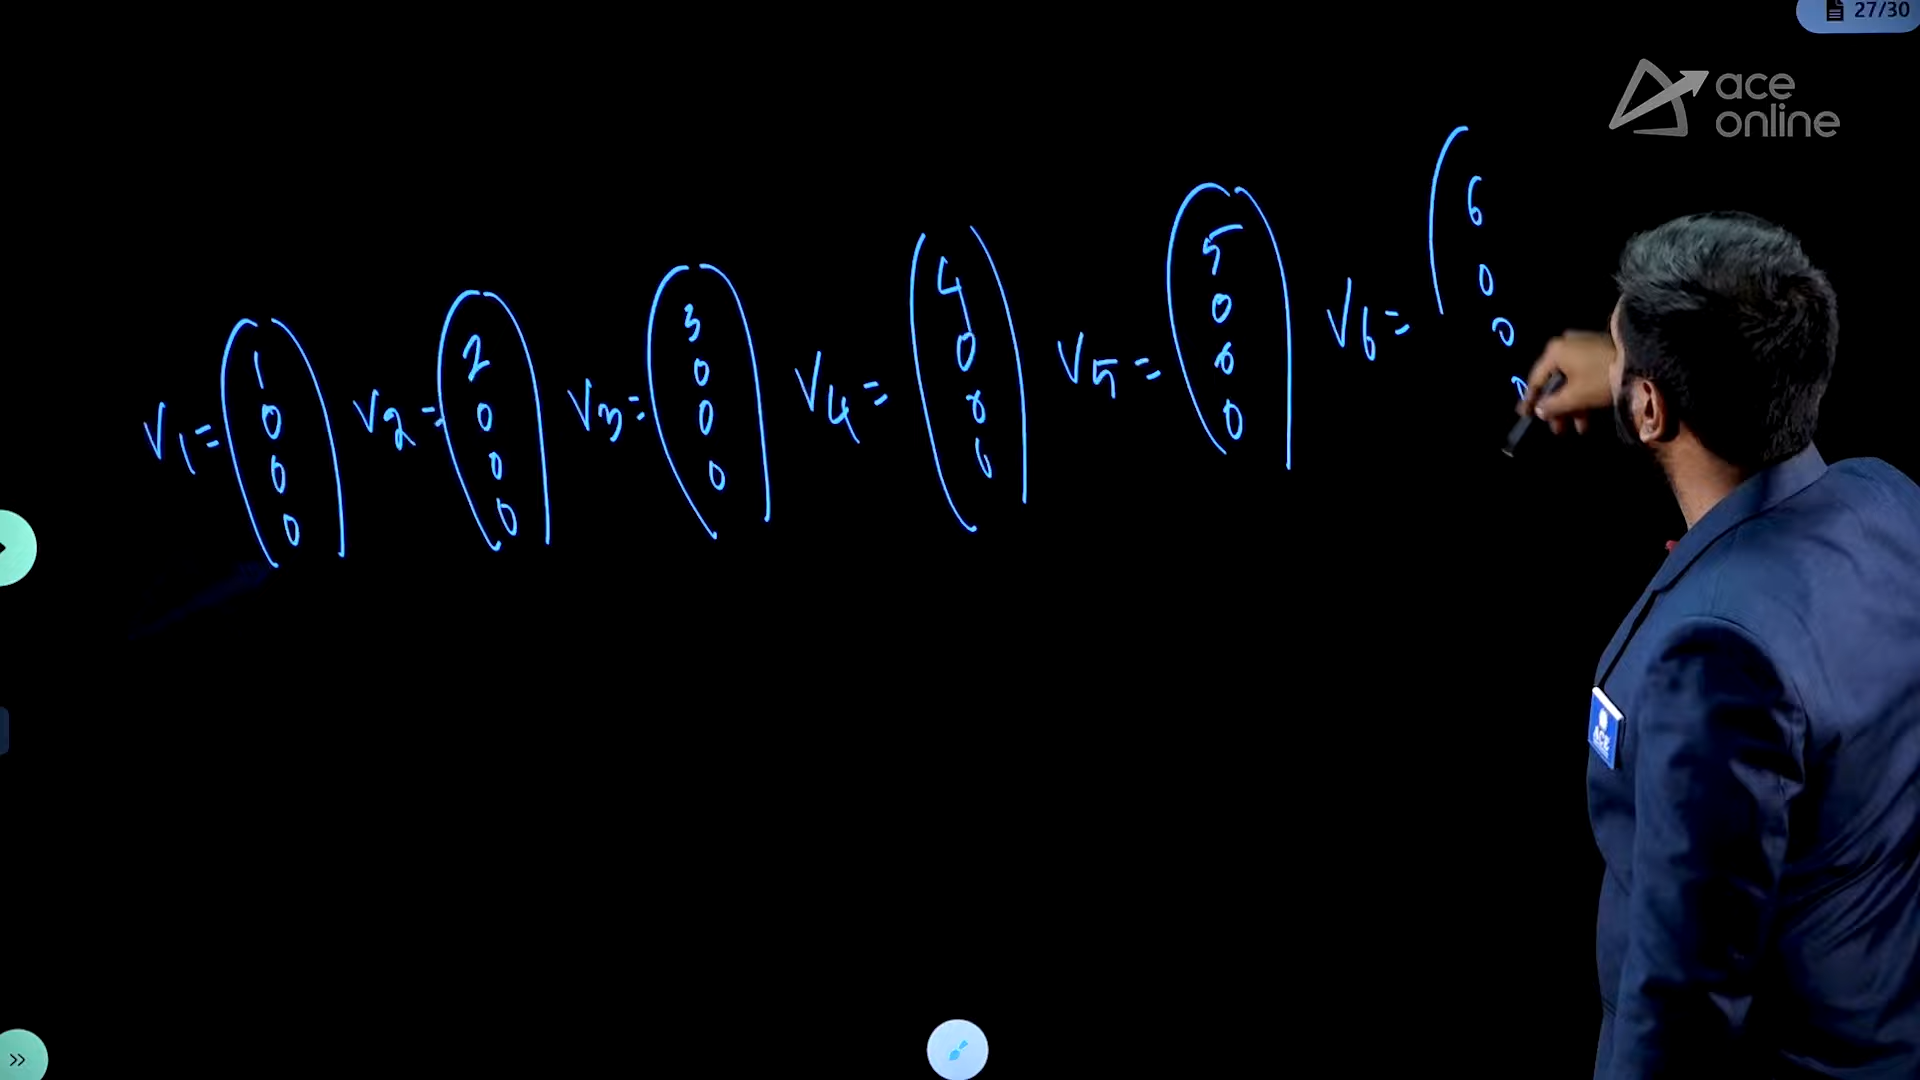 27/30
ace
online
V1= (1 0 0 0) V2= (2 0 0 0) V3= (3 0 0 0) V4= (4 0 0 0) V5= (5 0 0 0) V6= (6 0 0
ACE